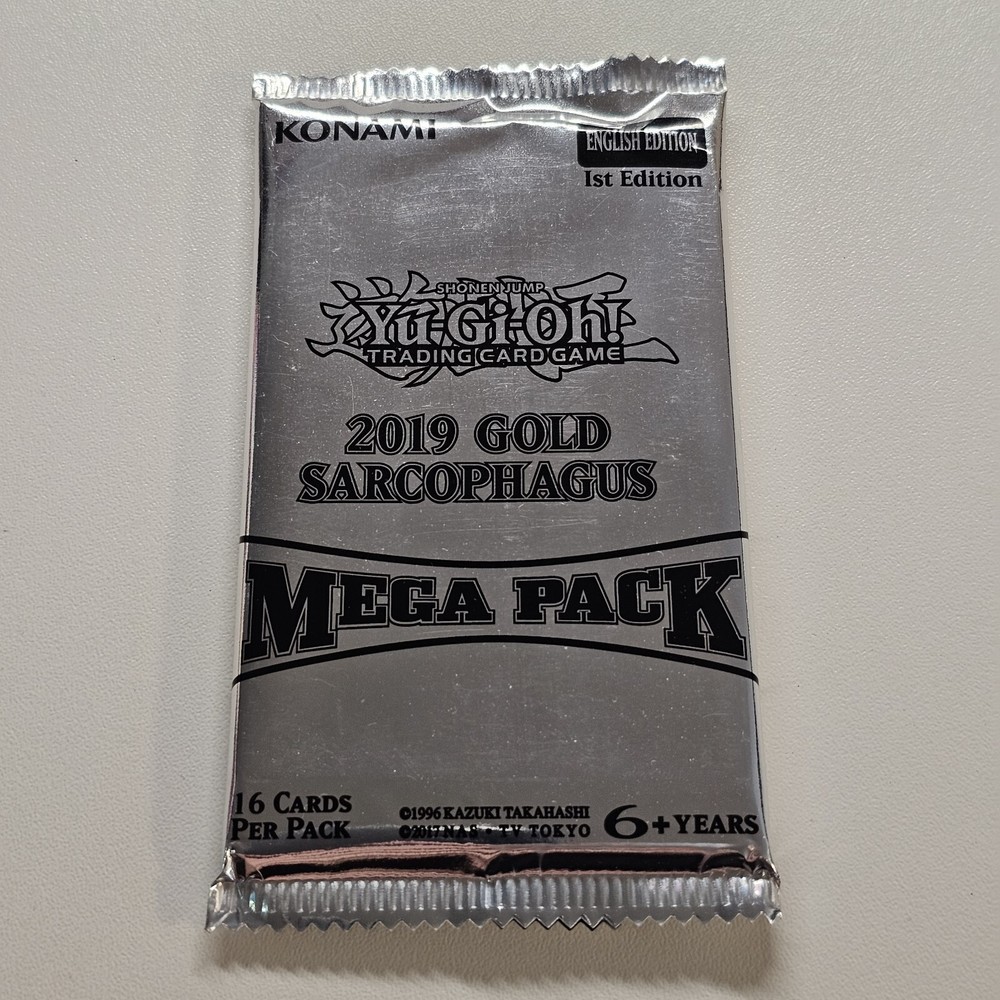 KONAMI
ENGLISH EDITION
1st Edition
SHONEN JUMP
Yu-Gi-Oh!
TRADING CARD GAME
2019 GOLD
SARCOPHAGUS
MEGA PACK
16 CARDS
PER PACK
©1996 KAZUKI TAKAHASHI
©2017 NAS • TV TOKYO
6+ YEARS